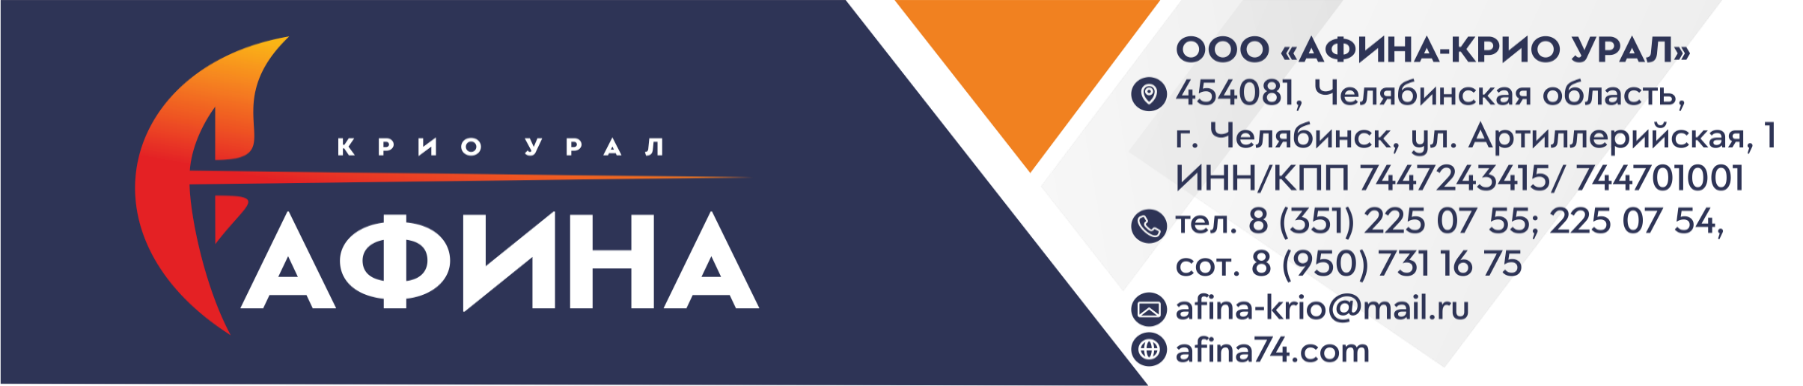 КРИО УРАЛ
АФИНА
ООО «АФИНА-КРИО УРАЛ»
454081, Челябинская область,
г. Челябинск, ул. Артиллерийская, 1
ИНН/КПП 7447243415/ 744701001
тел. 8 (351) 225 07 55; 225 07 54,
сот. 8 (950) 731 16 75
afina-krio@mail.ru
afina74.com